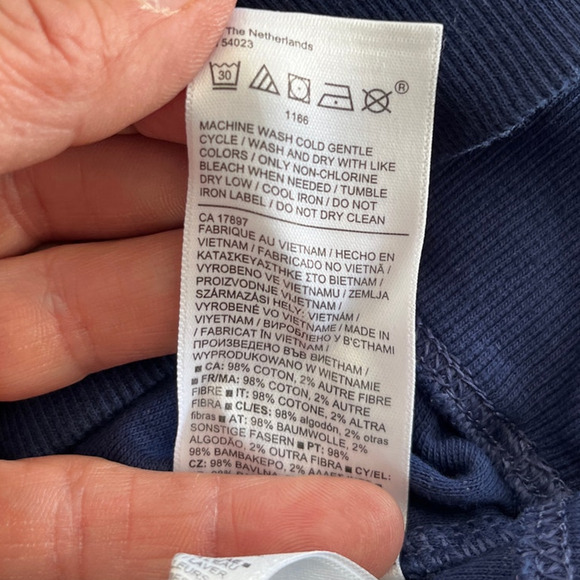 The Netherlands
54023
30
®
1186
MACHINE WASH COLD GENTLE
CYCLE / WASH AND DRY WITH LIKE
COLORS / ONLY NON-CHLORINE
BLEACH WHEN NEEDED / TUMBLE
DRY LOW / COOL IRON / DO NOT
IRON LABEL / DO NOT DRY CLEAN
CA 17897
FABRIQUE AU VIETNAM / HECHO EN
VIETNAM / FABRICADO NO VIETNÃ /
ΚΑΤΑΣΚΕΥΑΣΤΗΚΕ ΣΤΟ ΒΙΕΤΝΑΜ /
VYROBENO VE VIETNAMU / ZEMLJA
PROIZVODNJE VIETNAM /
SZÁRMAZÁSI HELY: VIETNAM /
VYROBENÉ VO VIETNAME / MADE IN
VIYETNAM / ВИРОБЛЕНО У В'ЄТНАМІ
/ FABRICAT ÎN VIETNAM /
ПРОИЗВЕДЕНО ВЪВ ВИЕТНАМ /
WYPRODUKOWANO W WIETNAMIE
■ CA: 98% COTON, 2% AUTRE FIBRE
■ FR/MA: 98% COTON, 2% AUTRE
FIBRE ■ IT: 98% COTONE, 2% ALTRA
FIBRA ■ CL/ES: 98% algodón, 2% otras
fibras ■ AT: 98% BAUMWOLLE, 2%
SONSTIGE FASERN ■ PT: 98%
ALGODÃO, 2% OUTRA FIBRA ■ CY/EL:
98% ΒΑΜΒΑΚΕΡΟ, 2% ΑΛΛΕΣ
CZ: 98% BAVLNA